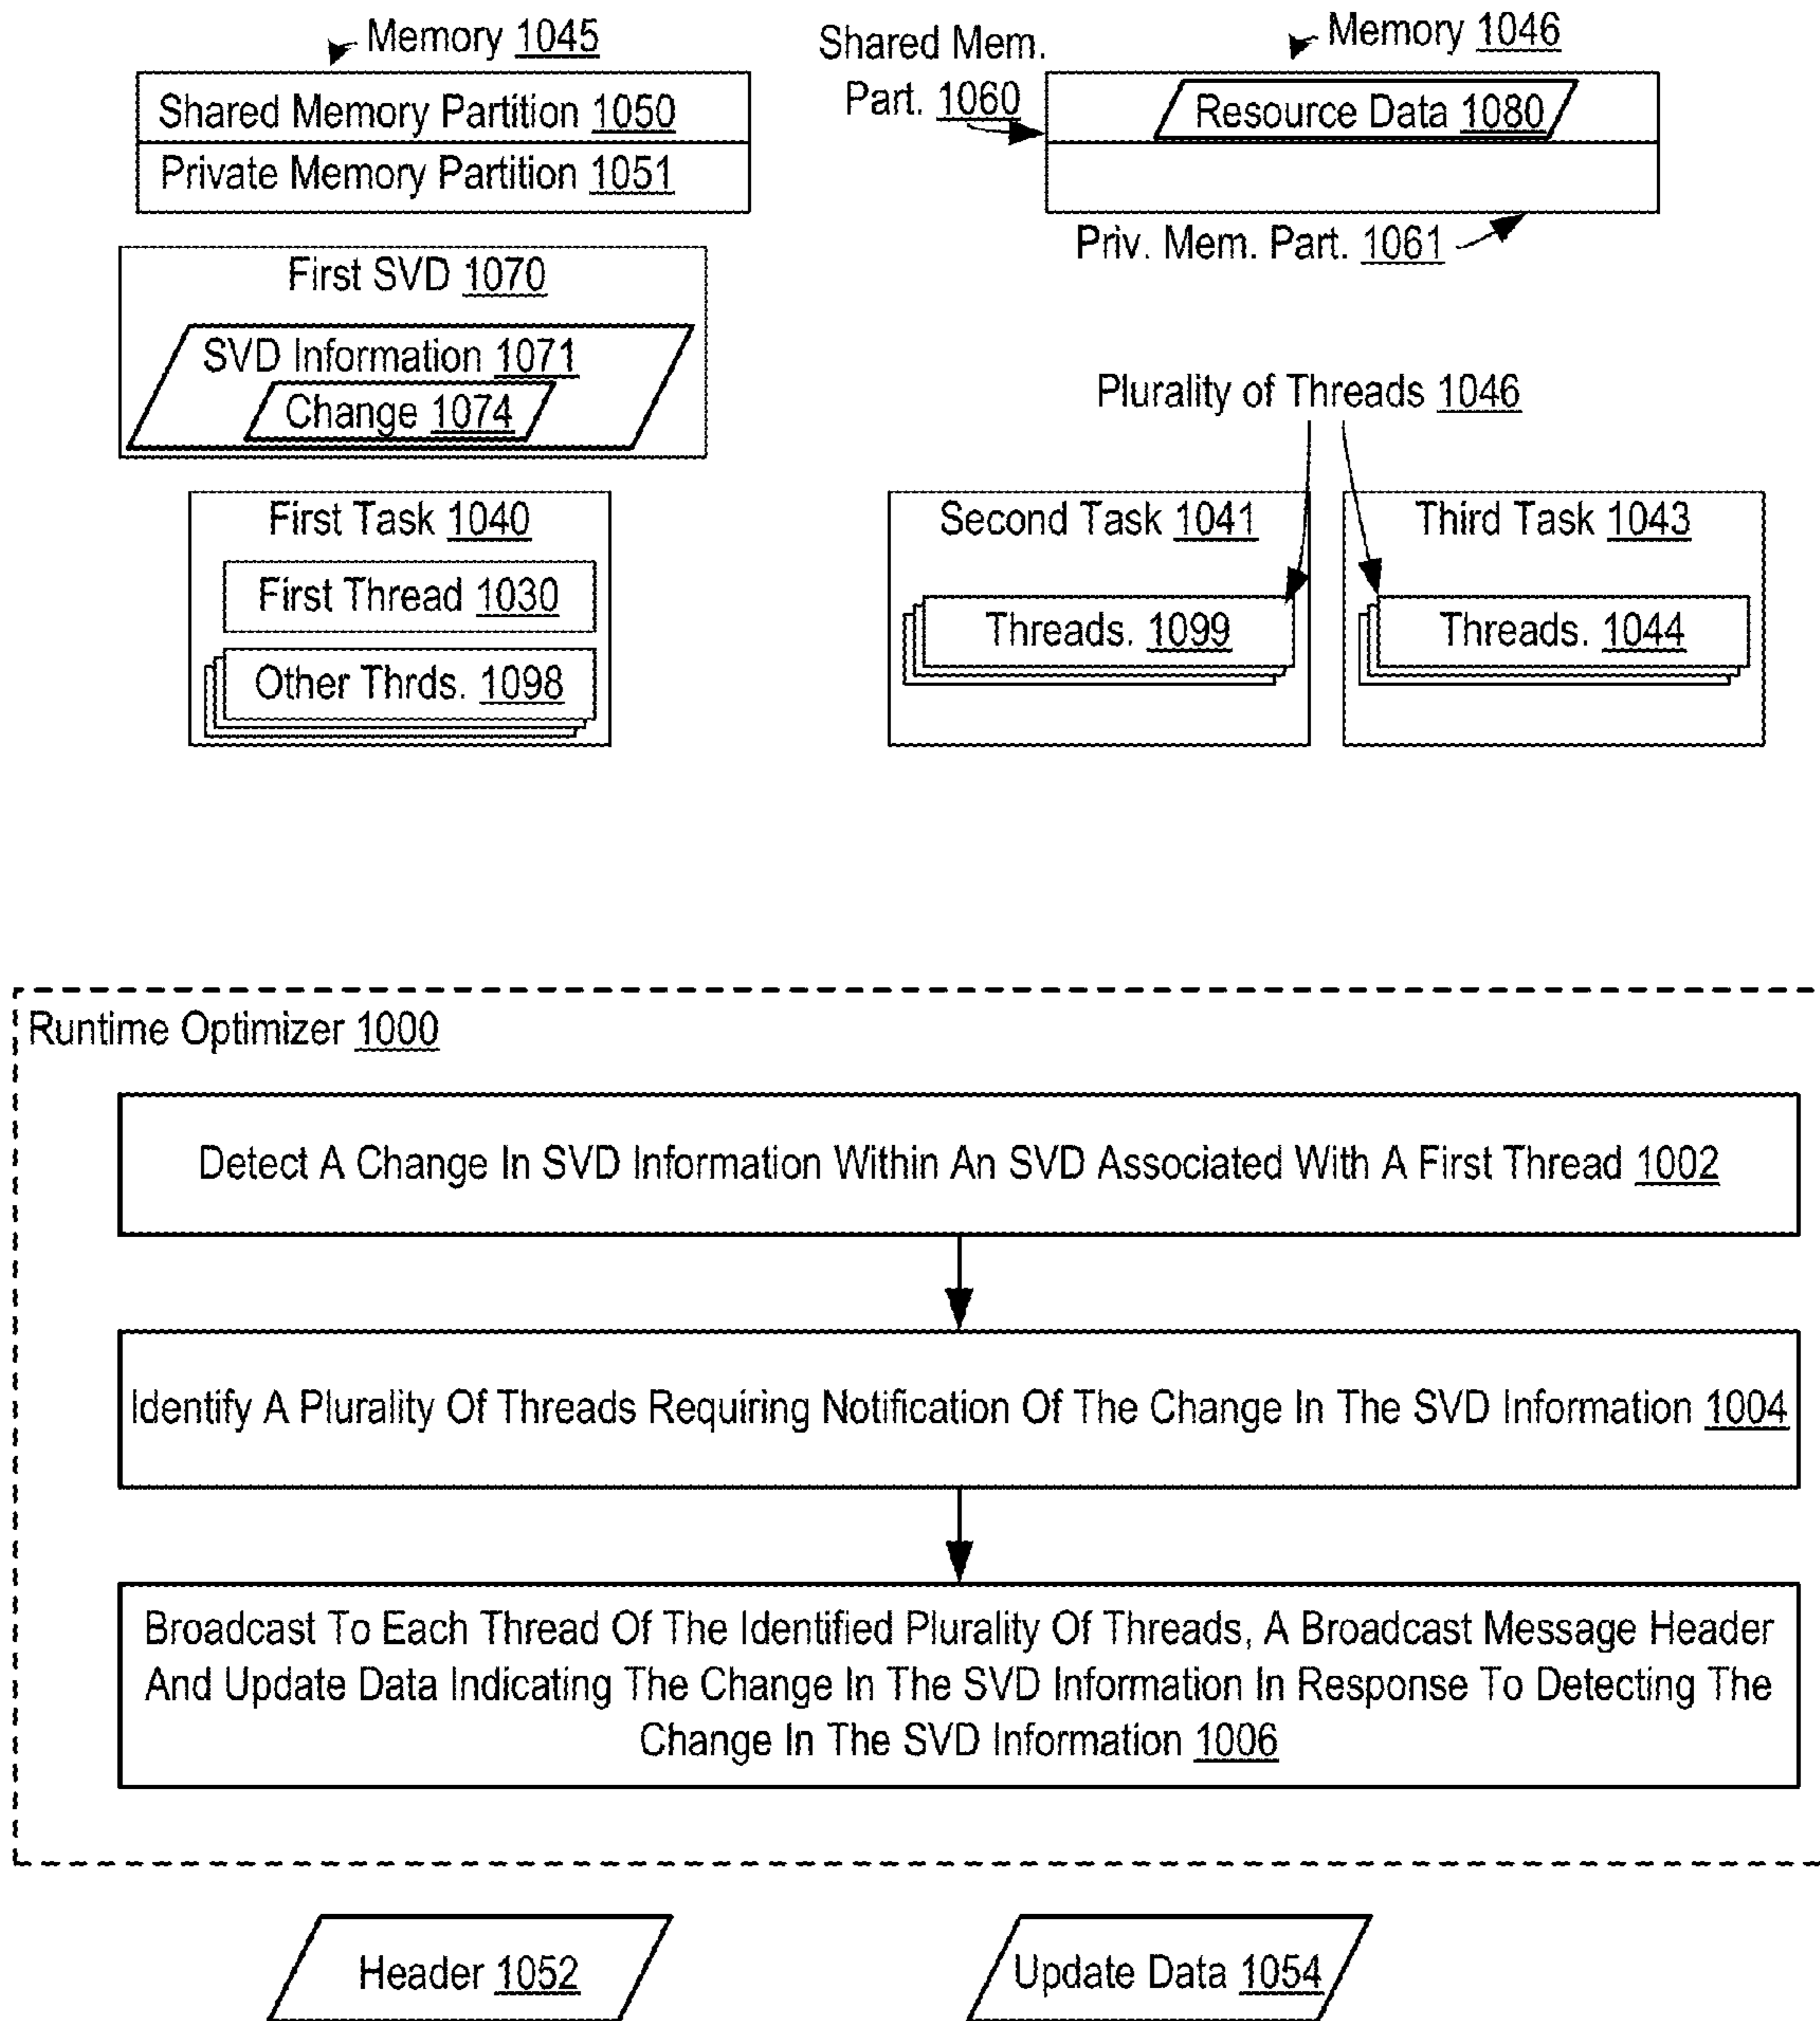 Memory 1045
Shared Memory Partition 1050
Private Memory Partition 1051
Shared Mem.
Part. 1060
Memory 1046
Resource Data 1080
Priv. Mem. Part. 1061
First SVD 1070
SVD Information 1071
Change 1074
Plurality of Threads 1046
First Task 1040
First Thread 1030
Other Thrds. 1098
Second Task 1041
Threads. 1099
Third Task 1043
Threads. 1044
Runtime Optimizer 1000
Detect A Change In SVD Information Within An SVD Associated With A First Thread 1002
Identify A Plurality Of Threads Requiring Notification Of The Change In The SVD Information 1004
Broadcast To Each Thread Of The Identified Plurality Of Threads, A Broadcast Message Header
And Update Data Indicating The Change In The SVD Information In Response To Detecting The
Change In The SVD Information 1006
Header 1052
Update Data 1054